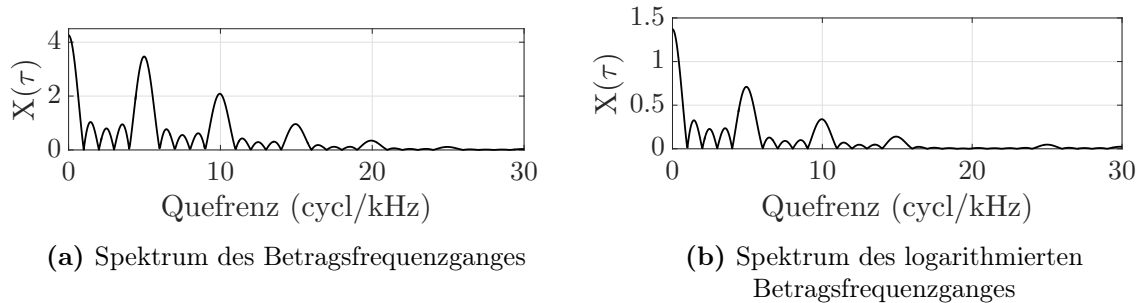 X(τ)
4
2
0
0
10
20
30
Quefrenz (cycl/kHz)
(a) Spektrum des Betragsfrequenzganges
X(τ)
1.5
1
0.5
0
0
10
20
30
Quefrenz (cycl/kHz)
(b) Spektrum des logarithmierten
Betragsfrequenzganges